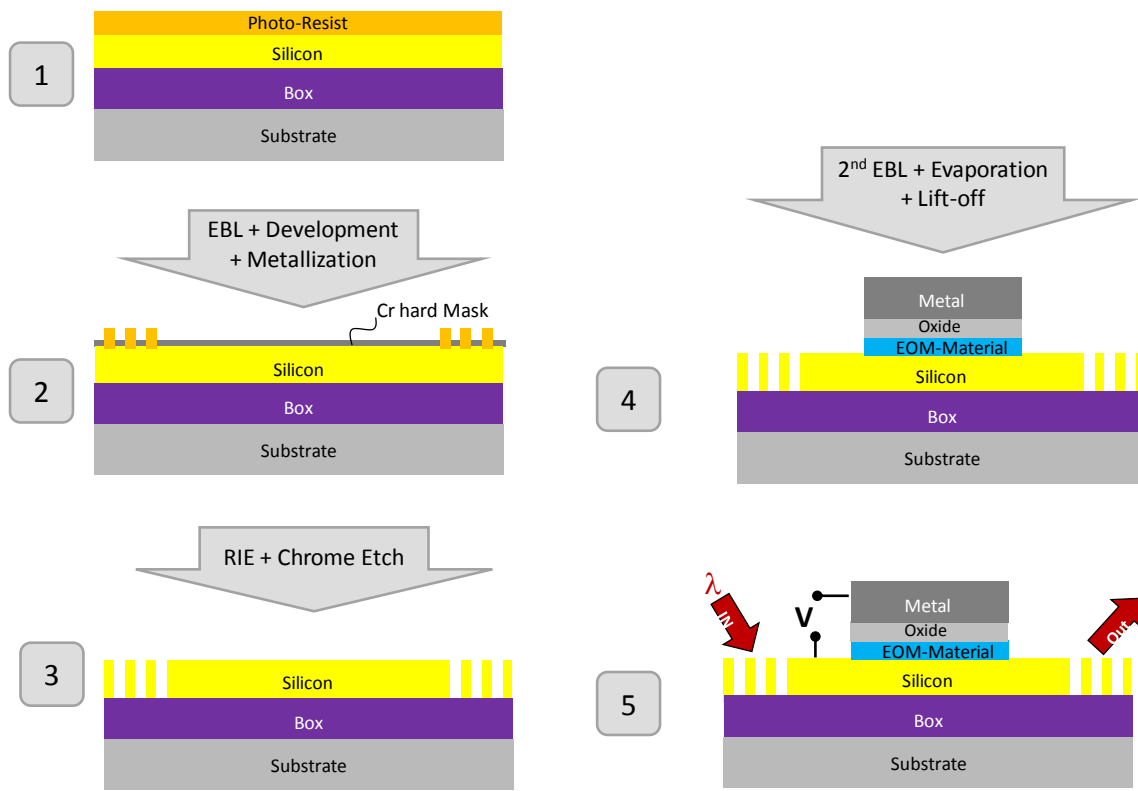 1
Photo-Resist
Silicon
Box
Substrate
EBL + Development
+ Metallization
Cr hard Mask
2
Silicon
Box
Substrate
RIE + Chrome Etch
3
Silicon
Box
Substrate
2nd EBL + Evaporation
+ Lift-off
4
Metal
Oxide
EOM-Material
Silicon
Box
Substrate
5
λ
IN
V
Metal
Oxide
EOM-Material
Out
Silicon
Box
Substrate